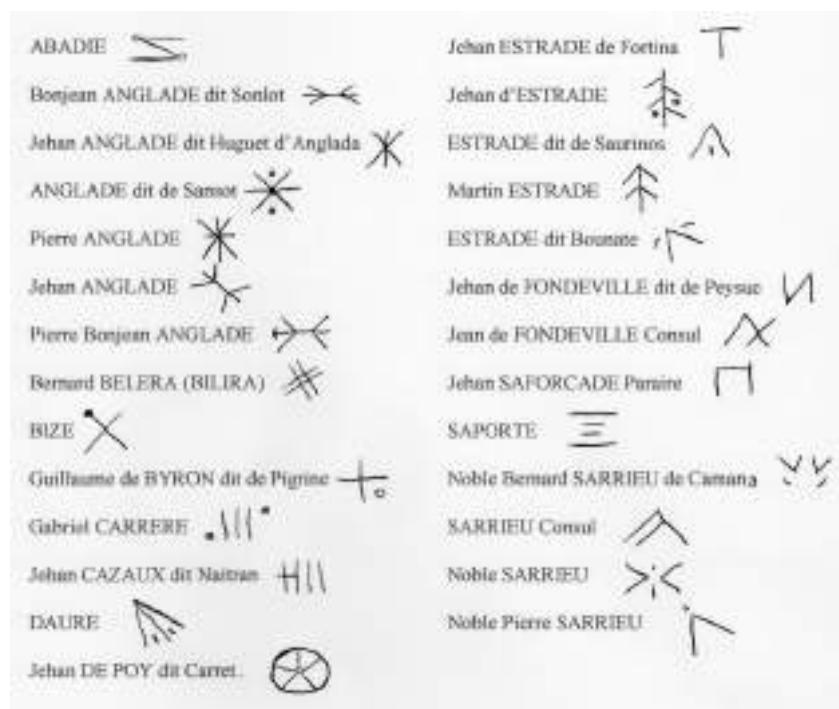 ABADIE
Bonjean ANGLADE dit Sonlot
Jehan ANGLADE dit Huguet d'Anglada
ANGLADE dit de Sansot
Pierre ANGLADE
Jehan ANGLADE
Pierre Bonjean ANGLADE
Bernard BELERA (BILIRA)
BIZE
Guillaume de BYRON dit de Pigrine
Gabriel CARRERE
Jehan CAZAUX dit Naitran
DAURE
Jehan DE POY dit Carret.
Jehan ESTRADE de Fortina
Jehan d'ESTRADE
ESTRADE dit de Saurinos
Martin ESTRADE
ESTRADE dit Bounate
Jehan de FONDEVILLE dit de Peysuc
Jean de FONDEVILLE Consul
Jehan SAFORCADE Paraire
SAPORTE
Noble Bernard SARRIEU de Camana
SARRIEU Consul
Noble SARRIEU
Noble Pierre SARRIEU